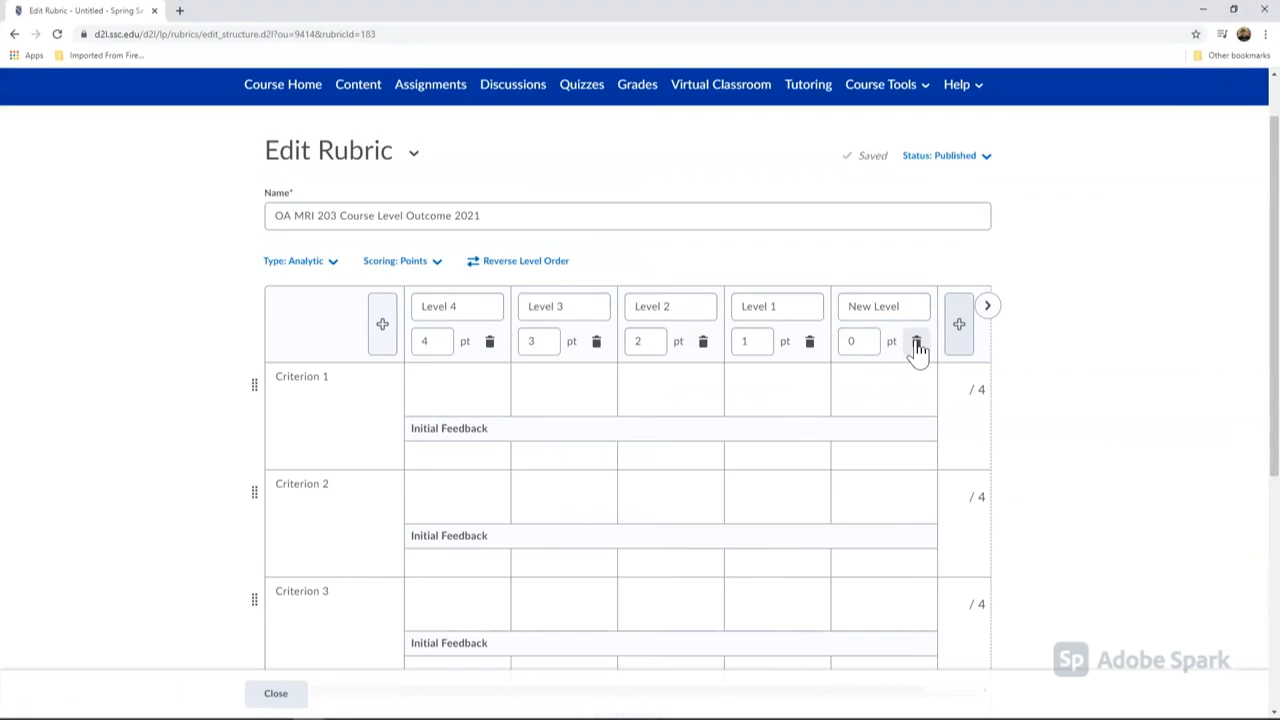 Edit Rubric - Untitled - Spring Se
d2l.ssc.edu/d2l/lp/rubrics/edit_structure.d2l?ou=9414&rubricId=183
Apps Imported From Fire... Other bookmarks
Course Home Content Assignments Discussions Quizzes Grades Virtual Classroom Tutoring Course Tools Help
Edit Rubric Saved Status: Published
Name*
OA MRI 203 Course Level Outcome 2021
Type: Analytic Scoring: Points Reverse Level Order
Level 4 Level 3 Level 2 Level 1 New Level
4 pt 3 pt 2 pt 1 pt 0 pt
Criterion 1 / 4
Initial Feedback
Criterion 2 / 4
Initial Feedback
Criterion 3 / 4
Initial Feedback
Sp Adobe Spark
Close